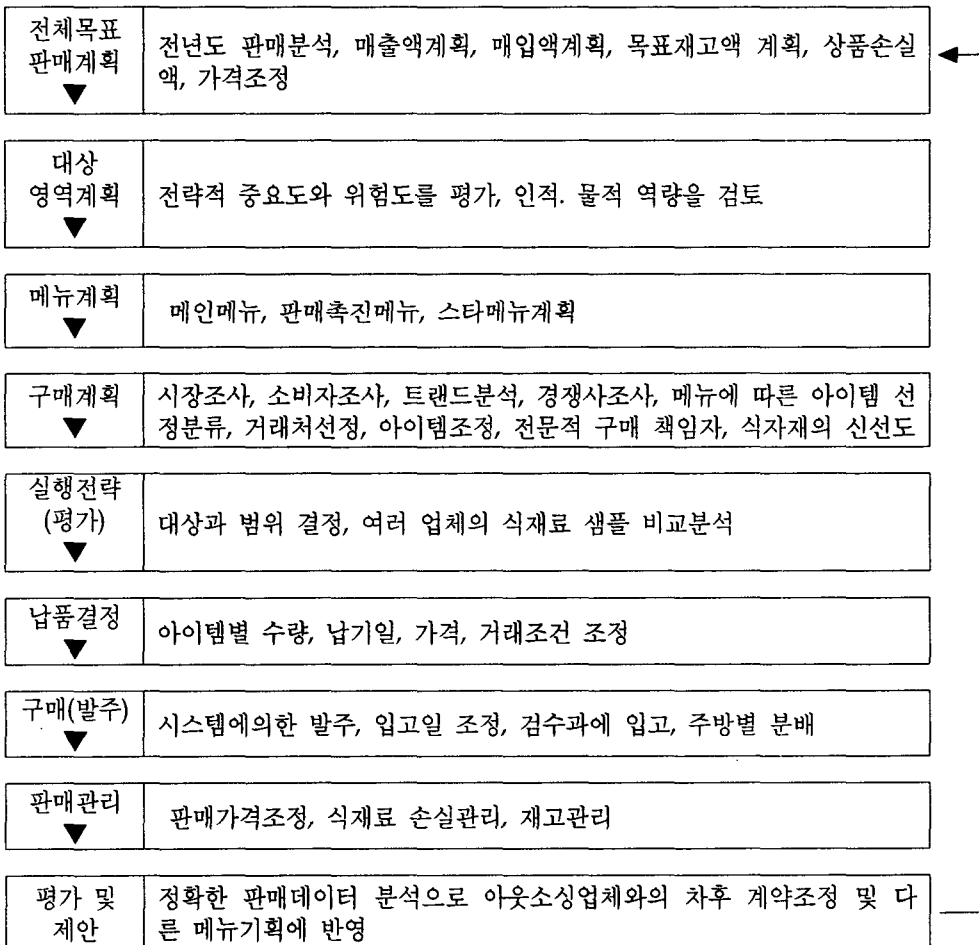 전체목표
판매계획
▼
전년도 판매분석, 매출액계획, 매입액계획, 목표재고액 계획, 상품손실
액, 가격조정
대상
영역계획
▼
전략적 중요도와 위험도를 평가, 인적. 물적 역량을 검토
메뉴계획
▼
메인메뉴, 판매촉진메뉴, 스타메뉴계획
구매계획
▼
시장조사, 소비자조사, 트랜드분석, 경쟁사조사, 메뉴에 따른 아이템 선
정분류, 거래처선정, 아이템조정, 전문적 구매 책임자, 식자재의 신선도
실행전략
(평가)
▼
대상과 범위 결정, 여러 업체의 식재료 샘플 비교분석
납품결정
▼
아이템별 수량, 납기일, 가격, 거래조건 조정
구매(발주)
▼
시스템에의한 발주, 입고일 조정, 검수과에 입고, 주방별 분배
판매관리
▼
판매가격조정, 식재료 손실관리, 재고관리
평가 및
제안
정확한 판매데이터 분석으로 아웃소싱업체와의 차후 계약조정 및 다
른 메뉴기획에 반영